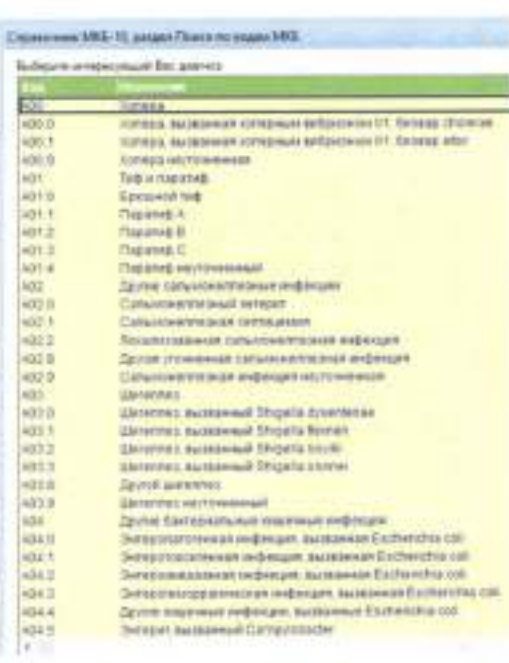 Справочник МКБ-10, раздел Поиск по кодам МКБ
Выберите интересующий Вас диагноз
Код Название
A00 Холера
A00.0 Холера, вызванная холерным вибрионом 01, биовар cholerae
A00.1 Холера, вызванная холерным вибрионом 01, биовар eltor
A00.9 Холера неуточненная
A01 Тиф и паратиф
A01.0 Брюшной тиф
A01.1 Паратиф A
A01.2 Паратиф B
A01.3 Паратиф C
A01.4 Паратиф неуточненный
A02 Другие сальмонеллезные инфекции
A02.0 Сальмонеллезный энтерит
A02.1 Сальмонеллезная септицемия
A02.2 Локализованная сальмонеллезная инфекция
A02.8 Другая уточненная сальмонеллезная инфекция
A02.9 Сальмонеллезная инфекция неуточненная
A03 Шигеллез
A03.0 Шигеллез, вызванный Shigella dysenteriae
A03.1 Шигеллез, вызванный Shigella flexneri
A03.2 Шигеллез, вызванный Shigella boydii
A03.3 Шигеллез, вызванный Shigella sonnei
A03.8 Другой шигеллез
A03.9 Шигеллез неуточненный
A04 Другие бактериальные кишечные инфекции
A04.0 Энтеропатогенная инфекция, вызванная Escherichia coli
A04.1 Энтеротоксигенная инфекция, вызванная Escherichia coli
A04.2 Энтероинвазивная инфекция, вызванная Escherichia coli
A04.3 Энтерогеморрагическая инфекция, вызванная Escherichia coli
A04.4 Другие кишечные инфекции, вызванные Escherichia coli
A04.5 Энтерит, вызванный Campylobacter